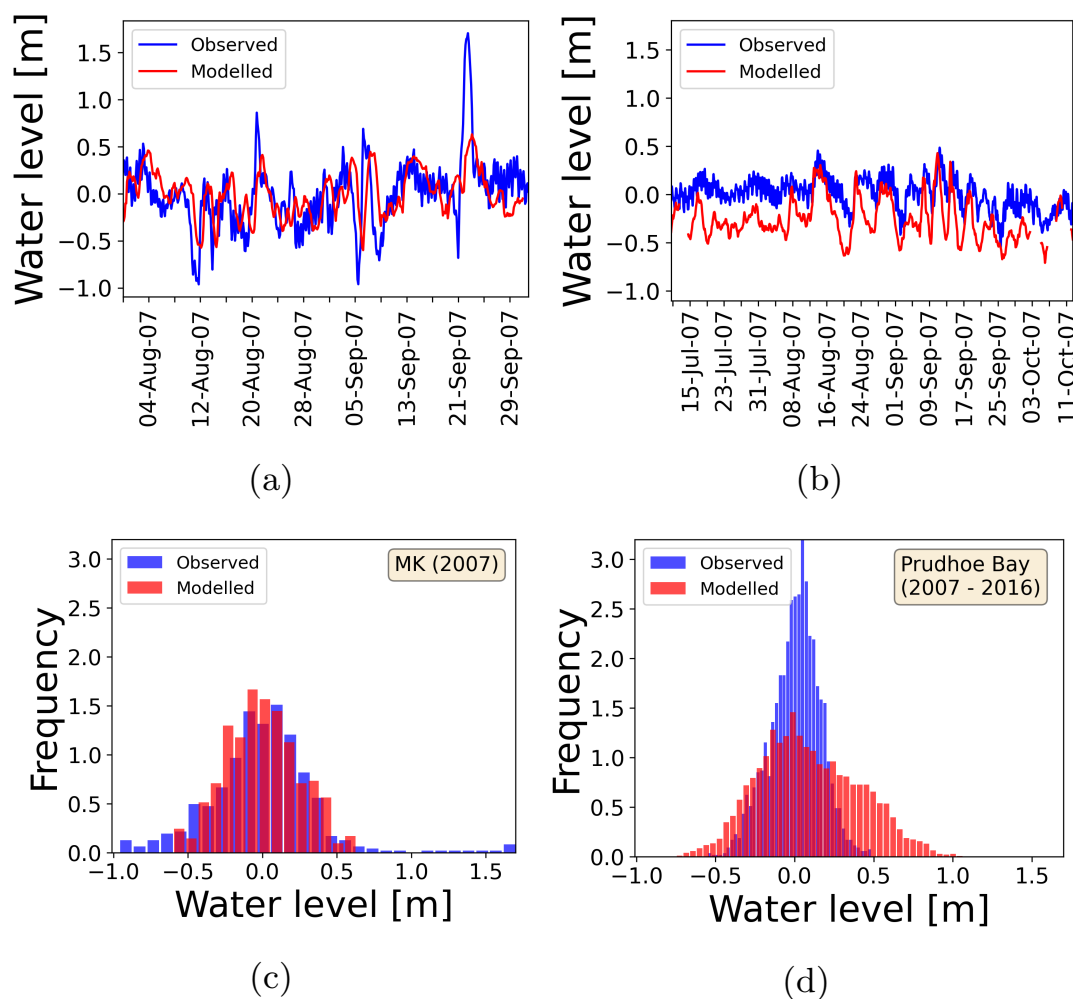 Water level [m]
1.5
1.0
0.5
0.0
−0.5
−1.0
Observed
Modelled
04-Aug-07
12-Aug-07
20-Aug-07
28-Aug-07
05-Sep-07
13-Sep-07
21-Sep-07
29-Sep-07
(a)
Water level [m]
1.5
1.0
0.5
0.0
−0.5
−1.0
Observed
Modelled
15-Jul-07
23-Jul-07
31-Jul-07
08-Aug-07
16-Aug-07
24-Aug-07
01-Sep-07
09-Sep-07
17-Sep-07
25-Sep-07
03-Oct-07
11-Oct-07
(b)
Frequency
3.0
2.5
2.0
1.5
1.0
0.5
0.0
Observed
Modelled
MK (2007)
−1.0 −0.5 0.0 0.5 1.0 1.5
Water level [m]
(c)
Frequency
3.0
2.5
2.0
1.5
1.0
0.5
0.0
Observed
Modelled
Prudhoe Bay
(2007 - 2016)
−1.0 −0.5 0.0 0.5 1.0 1.5
Water level [m]
(d)